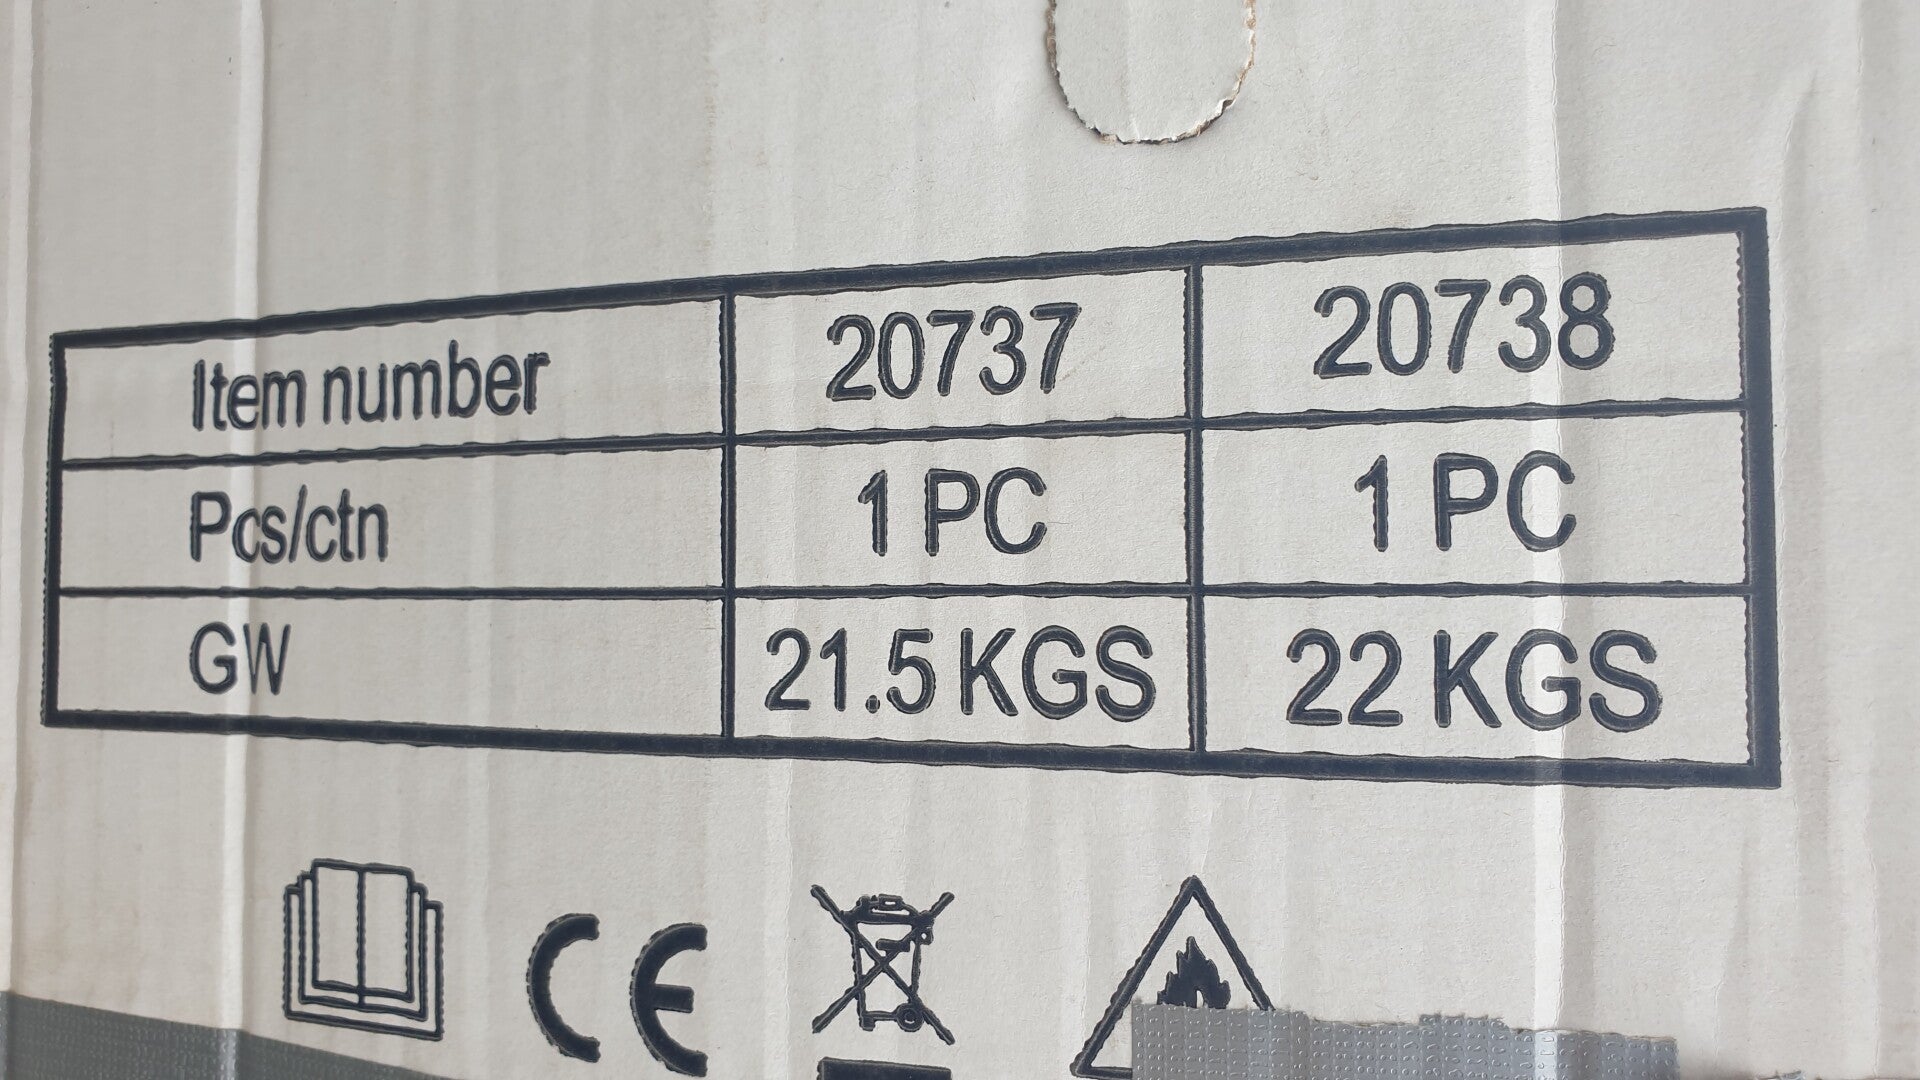 Item number 20737 20738
Pcs/ctn 1 PC 1 PC
GW 21.5 KGS 22 KGS
CE